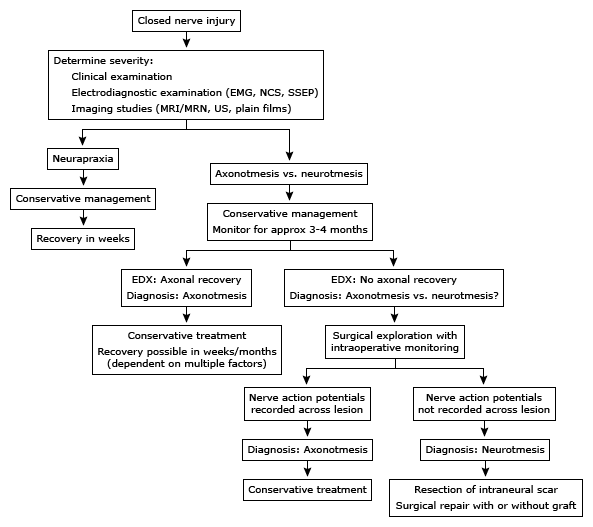 Closed nerve injury
Determine severity:
Clinical examination
Electrodiagnostic examination (EMG, NCS, SSEP)
Imaging studies (MRI/MRN, US, plain films)
Neurapraxia
Conservative management
Recovery in weeks
Axonotmesis vs. neurotmesis
Conservative management
Monitor for approx 3-4 months
EDX: Axonal recovery
Diagnosis: Axonotmesis
Conservative treatment
Recovery possible in weeks/months
(dependent on multiple factors)
EDX: No axonal recovery
Diagnosis: Axonotmesis vs. neurotmesis?
Surgical exploration with
intraoperative monitoring
Nerve action potentials
recorded across lesion
Diagnosis: Axonotmesis
Conservative treatment
Nerve action potentials
not recorded across lesion
Diagnosis: Neurotmesis
Resection of intraneural scar
Surgical repair with or without graft